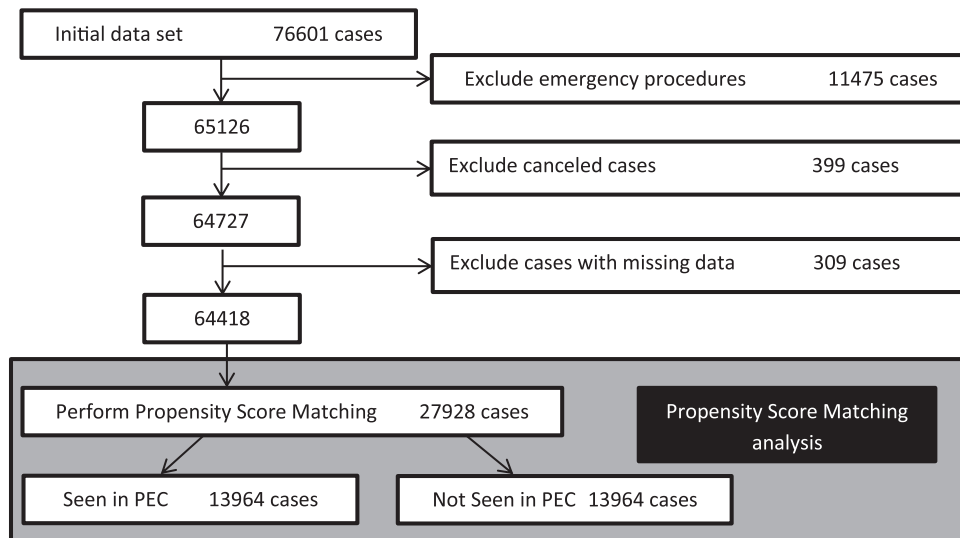 Initial data set 76601 cases
Exclude emergency procedures 11475 cases
65126
Exclude canceled cases 399 cases
64727
Exclude cases with missing data 309 cases
64418
Perform Propensity Score Matching 27928 cases
Propensity Score Matching
analysis
Seen in PEC 13964 cases
Not Seen in PEC 13964 cases